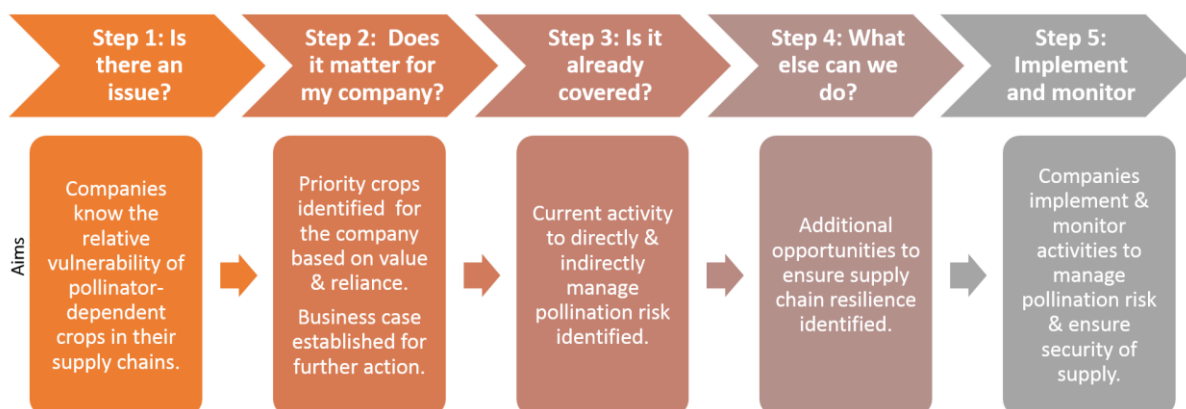 Step 1: Is
there an
issue?
Step 2:  Does
it matter for
my company?
Step 3: Is it
already
covered?
Step 4: What
else can we
do?
Step 5:
Implement
and monitor
Aims
Companies
know the
relative
vulnerability of
pollinator-
dependent
crops in their
supply chains.
Priority crops
identified  for
the company
based on value
& reliance.
Business case
established for
further action.
Current activity
to directly &
indirectly
manage
pollination risk
identified.
Additional
opportunities to
ensure supply
chain resilience
identified.
Companies
implement &
monitor
activities to
manage
pollination risk
& ensure
security of
supply.